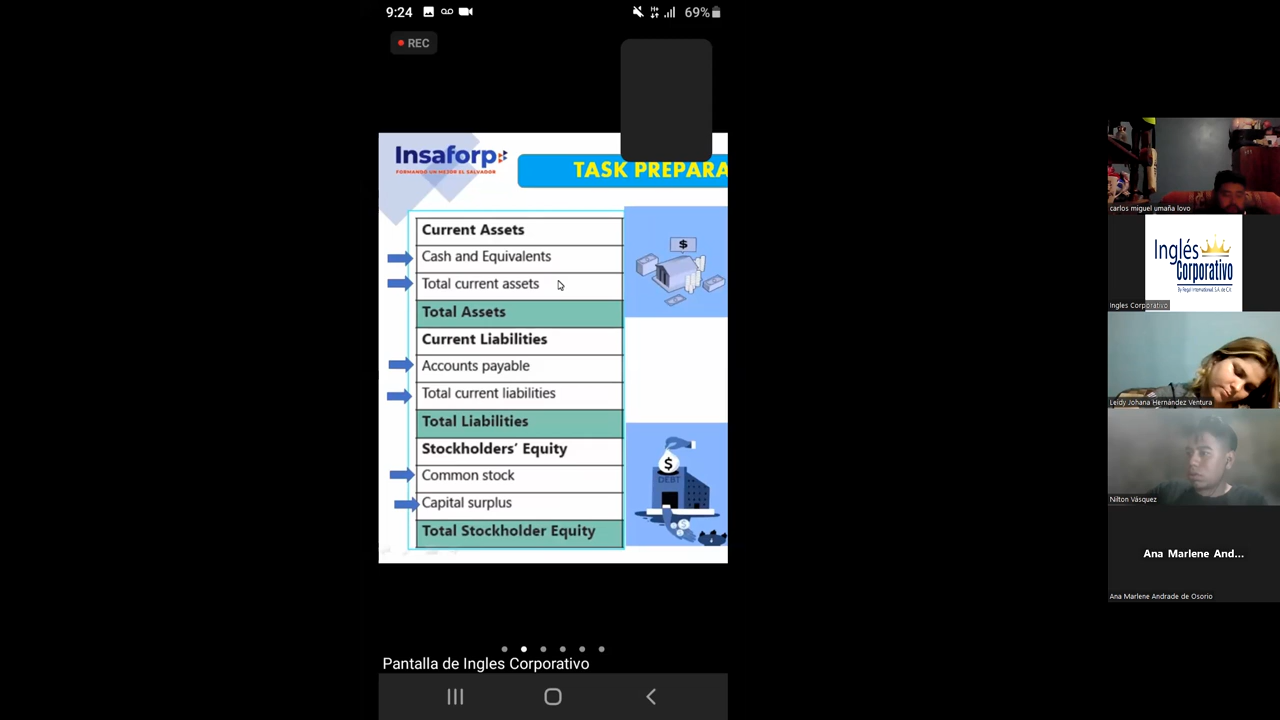 9:24
69%
REC
Insaforp
FORMANDO UN MEJOR EL SALVADOR
TASK PREPARA
Current Assets
Cash and Equivalents
Total current assets
Total Assets
Current Liabilities
Accounts payable
Total current liabilities
Total Liabilities
Stockholders’ Equity
Common stock
Capital surplus
Total Stockholder Equity
$
$
DEBT
Pantalla de Ingles Corporativo
carlos miguel umaña lovo
Inglés
Corporativo
Ingles Corporativo
Leidy Johana Hernández Ventura
Nilton Vásquez
Ana Marlene And...
Ana Marlene Andrade de Osorio